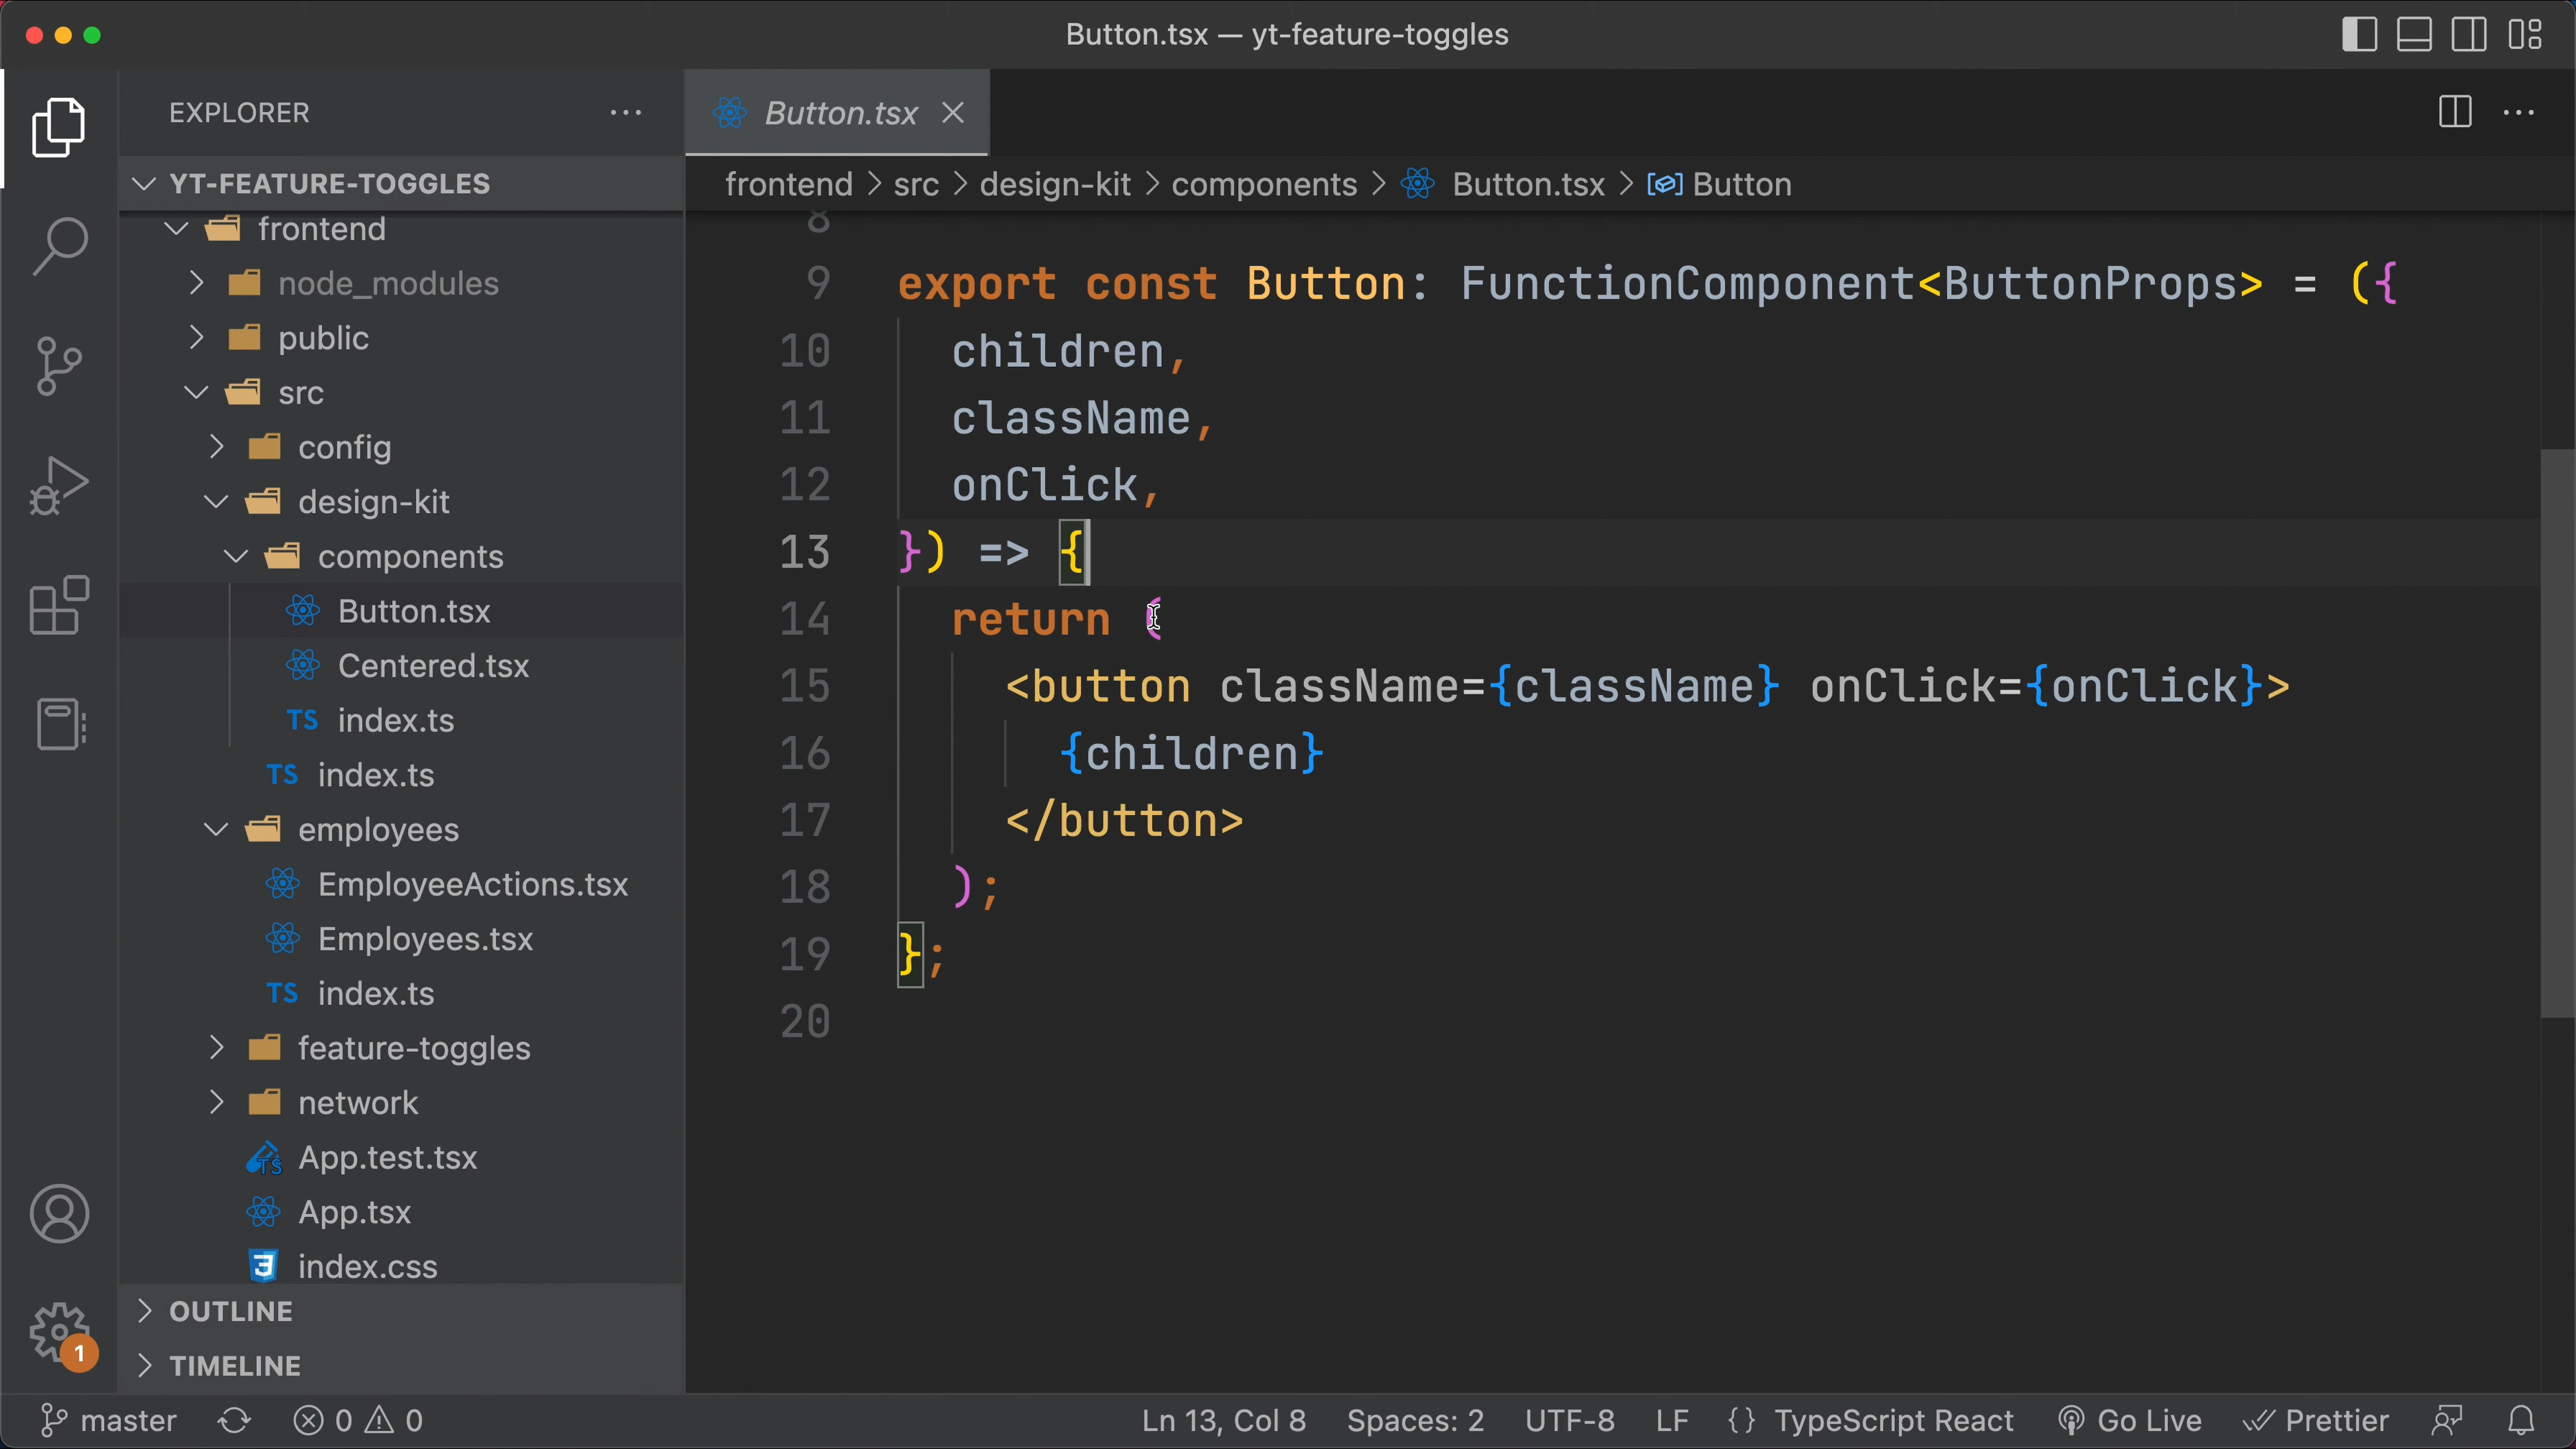 Button.tsx — yt-feature-toggles
EXPLORER
Button.tsx
YT-FEATURE-TOGGLES
frontend > src > design-kit > components > Button.tsx > Button
frontend
node_modules
public
src
config
design-kit
components
Button.tsx
Centered.tsx
TS index.ts
TS index.ts
employees
EmployeeActions.tsx
Employees.tsx
TS index.ts
feature-toggles
network
TS App.test.tsx
App.tsx
3 index.css
OUTLINE
TIMELINE
1
8
9 export const Button: FunctionComponent<ButtonProps> = ({
10 children,
11 className,
12 onClick,
13 }) => {
14 return (
15 <button className={className} onClick={onClick}>
16 {children}
17 </button>
18 );
19 };
20
master 0 0 Ln 13, Col 8 Spaces: 2 UTF-8 LF {} TypeScript React Go Live Prettier